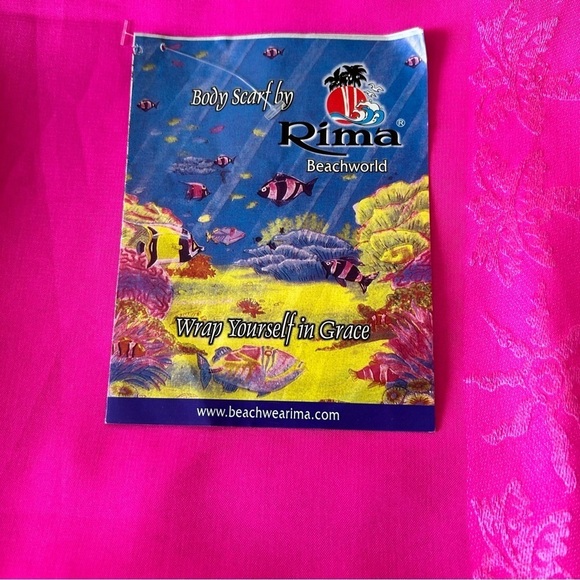 Body Scarf by
Rima®
Beachworld
Wrap Yourself in Grace
www.beachwearima.com